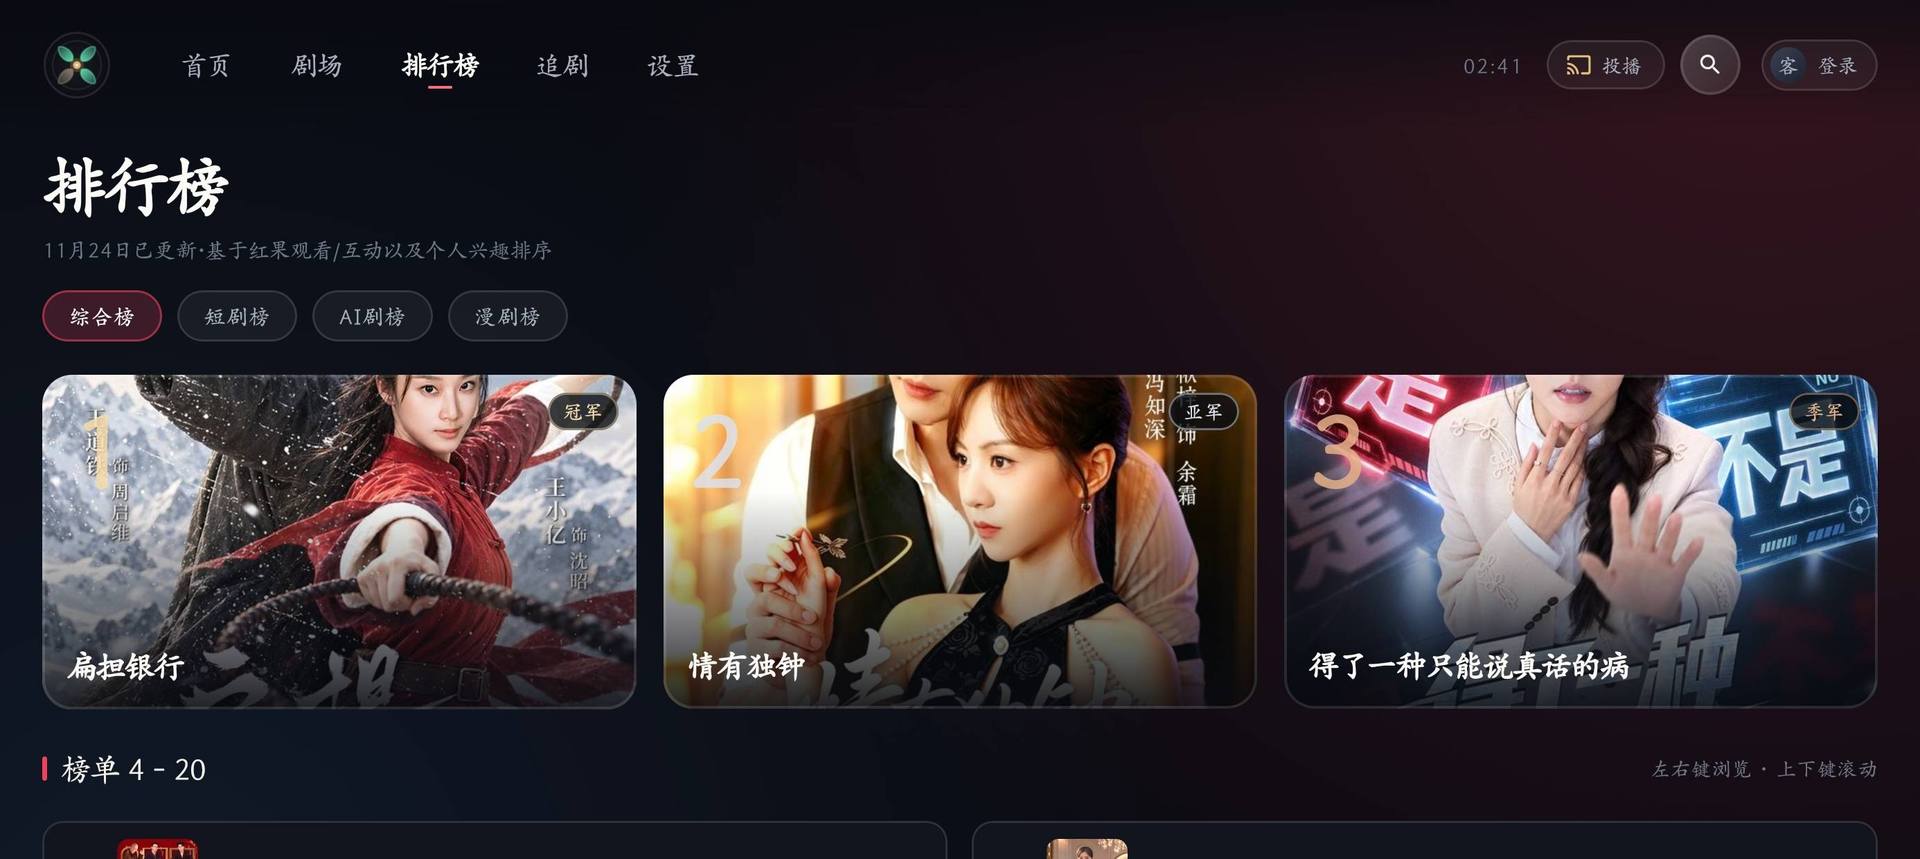 首页 剧场 排行榜 追剧 设置 02:41 投播 客 登录
排行榜
11月24日已更新·基于红果观看/互动以及个人兴趣排序
综合榜 短剧榜 AI剧榜 漫剧榜
王道铁
饰 周启维
冠军
王小亿
饰 沈昭
扁担银行
2
冯知深
饰 余霜
亚军
情有独钟
3
是
不是
NO
是
季军
得了一种只能说真话的病
榜单 4 - 20
左右键浏览 · 上下键滚动